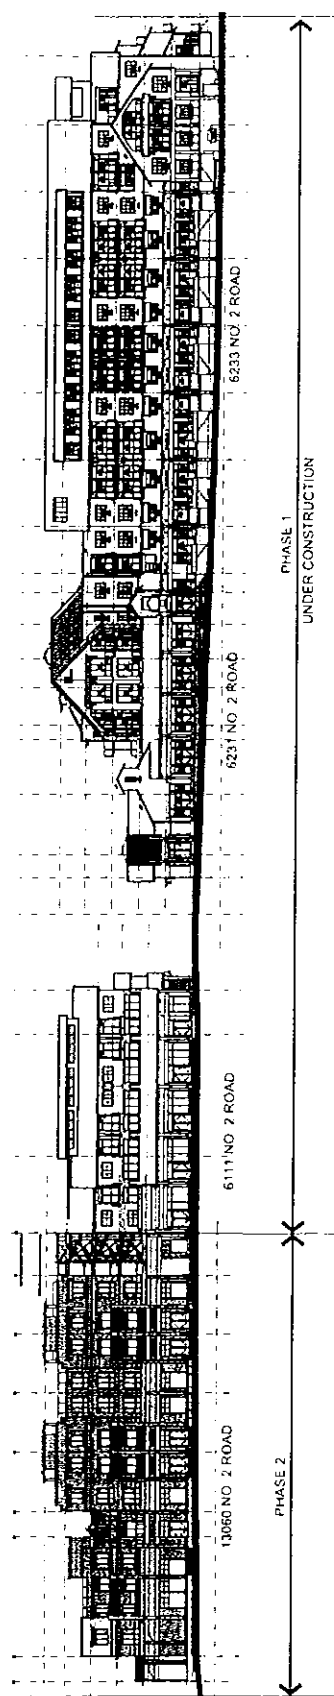 13060 NO. 2 ROAD
6111 NO. 2 ROAD
6231 NO. 2 ROAD
6233 NO. 2 ROAD
PHASE 2
PHASE 1
UNDER CONSTRUCTION